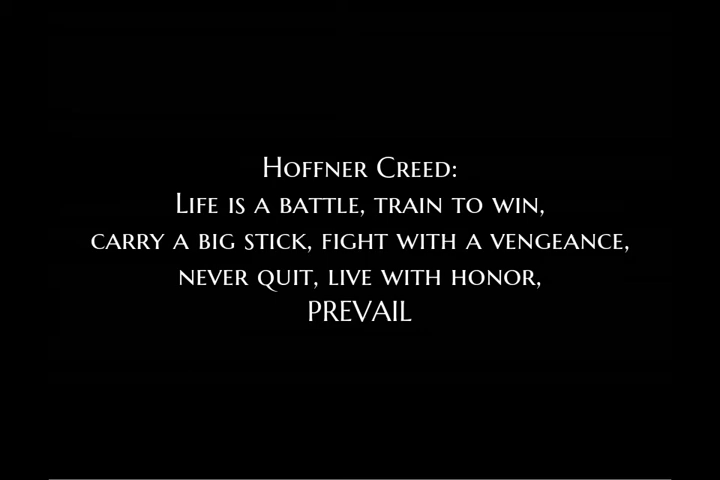 Hoffner Creed:
Life is a battle, train to win,
carry a big stick, fight with a vengeance,
never quit, live with honor,
PREVAIL